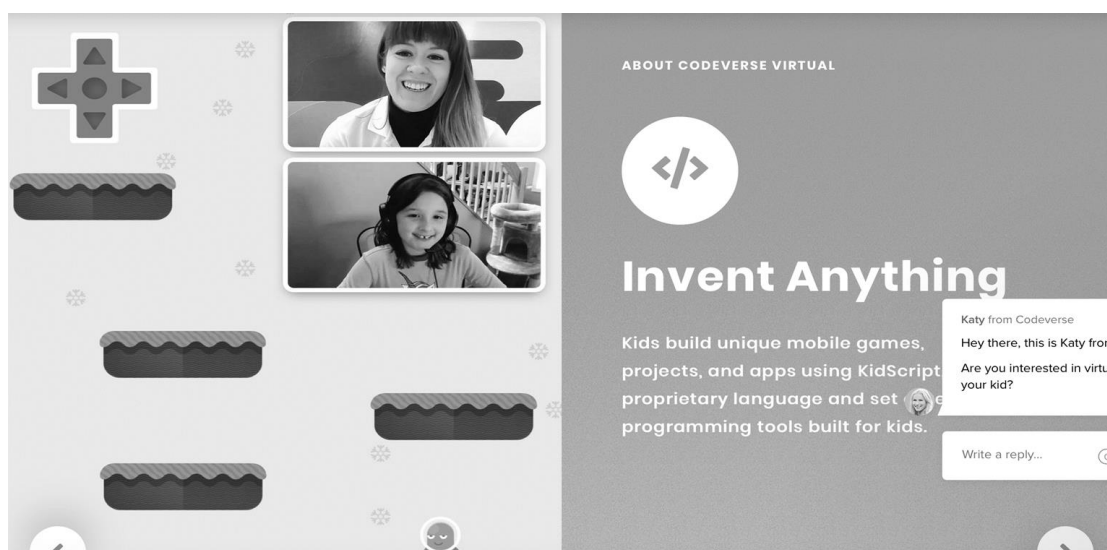 ABOUT CODEVERSE VIRTUAL
</>
Invent Anything
Kids build unique mobile games,
projects, and apps using KidScript
proprietary language and set
programming tools built for kids.
Katy from Codeverse
Hey there, this is Katy
Are you interested in
your kid?
Write a reply...